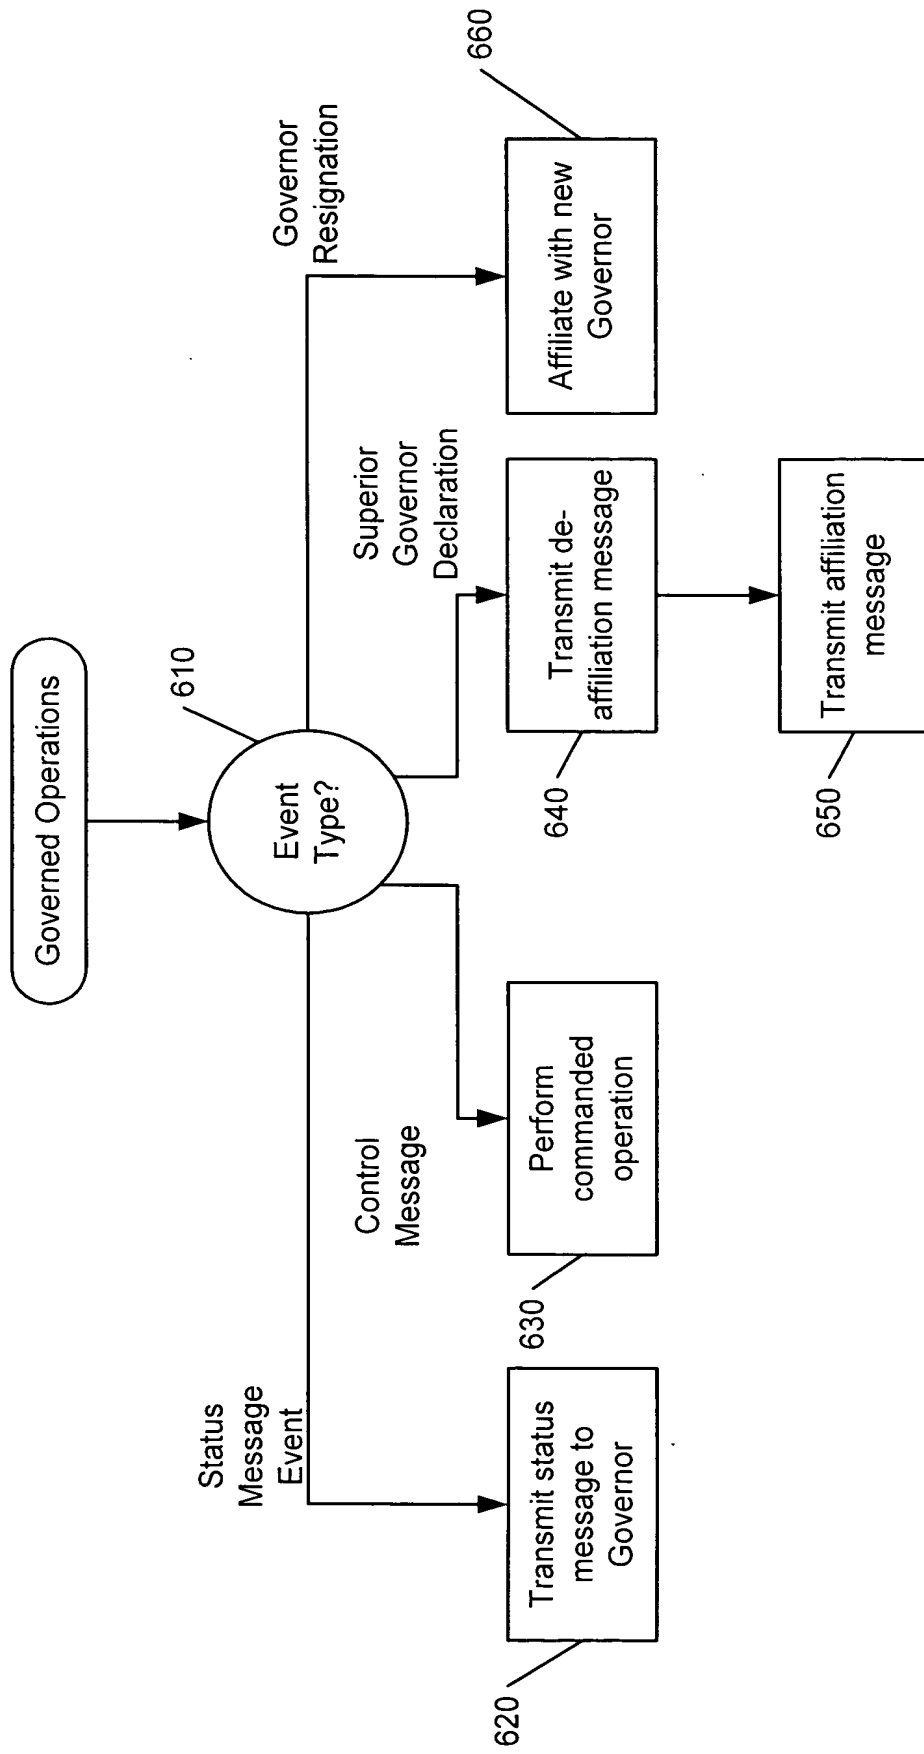 Governed Operations
610
Event
Type?
Status
Message
Event
Control
Message
Superior
Governor
Declaration
Governor
Resignation
620
Transmit status
message to
Governor
630
Perform
commanded
operation
640
Transmit de-
affiliation message
660
Affiliate with new
Governor
650
Transmit affiliation
message